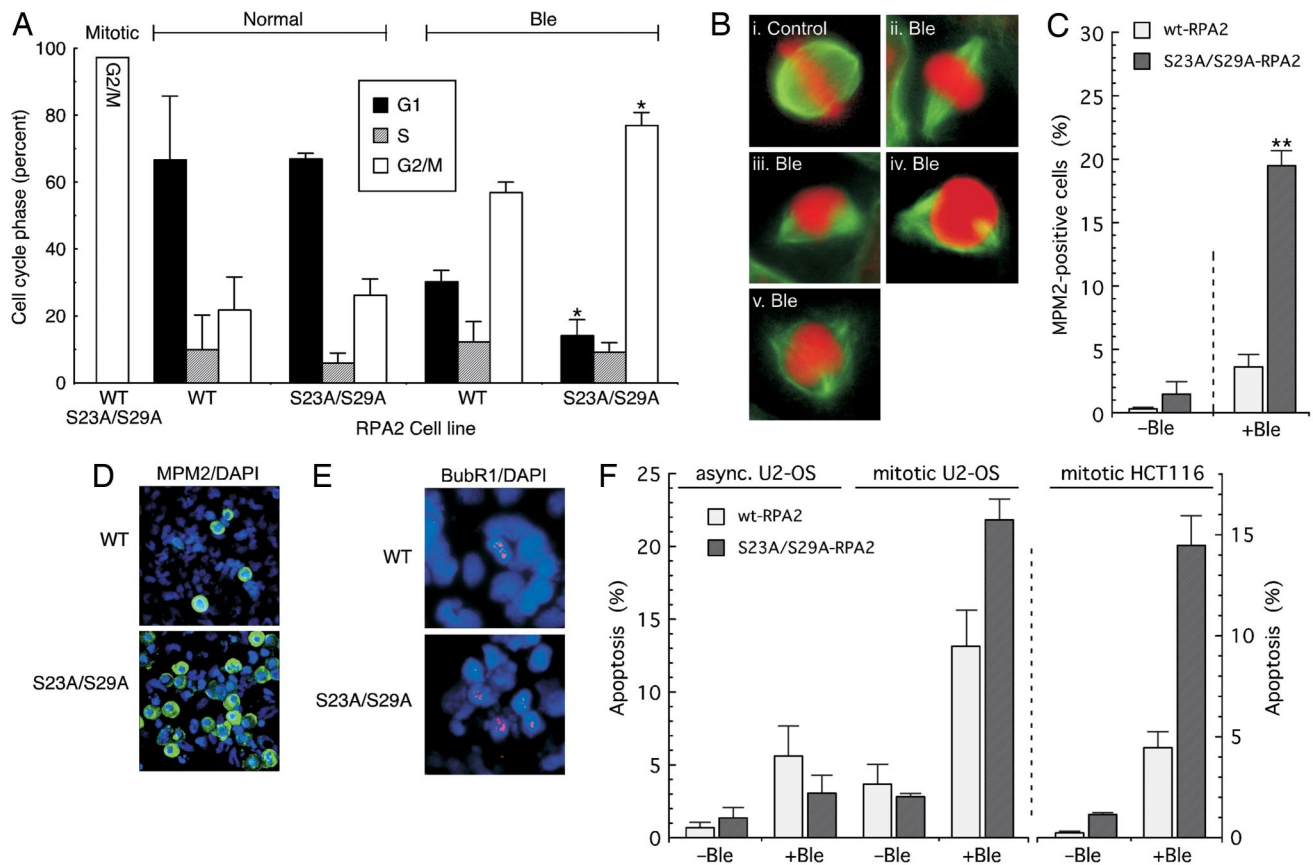 A
Mitotic
Normal
Ble
G2/M
G1
S
G2/M
*
*
100
80
60
40
20
0
Cell cycle phase (percent)
WT
S23A/S29A
WT
S23A/S29A
WT
S23A/S29A
RPA2 Cell line
B
i. Control
ii. Ble
iii. Ble
iv. Ble
v. Ble
C
wt-RPA2
S23A/S29A-RPA2
**
30
25
20
15
10
5
0
MPM2-positive cells (%)
−Ble
+Ble
D
MPM2/DAPI
WT
S23A/S29A
E
BubR1/DAPI
WT
S23A/S29A
F
async. U2-OS
mitotic U2-OS
mitotic HCT116
wt-RPA2
S23A/S29A-RPA2
25
20
15
10
5
0
Apoptosis (%)
15
10
5
0
Apoptosis (%)
−Ble
+Ble
−Ble
+Ble
−Ble
+Ble